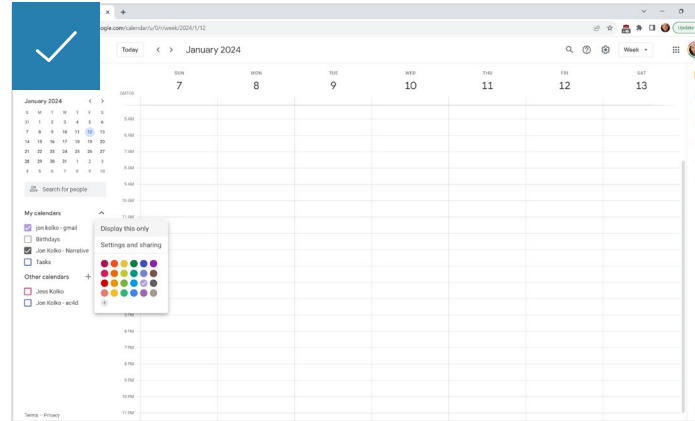 ogle.com/calendar/u/0/r/week/2024/1/12
Update
Today
January 2024
Week
SUN MON TUE WED THU FRI SAT
7 8 9 10 11 12 13
January 2024
S M T W T F S
31 1 2 3 4 5 6
7 8 9 10 11 12 13
14 15 16 17 18 19 20
21 22 23 24 25 26 27
28 29 30 31 1 2 3
4 5 6 7 8 9 10
Search for people
My calendars
jon kolko - gmail
Birthdays
Jon Kolko - Narrative
Tasks
Other calendars
Jess Kolko
Jon Kolko - ac4d
Display this only
Settings and sharing
5 AM
6 AM
7 AM
8 AM
9 AM
10 AM
11 AM
5 PM
6 PM
7 PM
8 PM
9 PM
10 PM
11 PM
Terms – Privacy